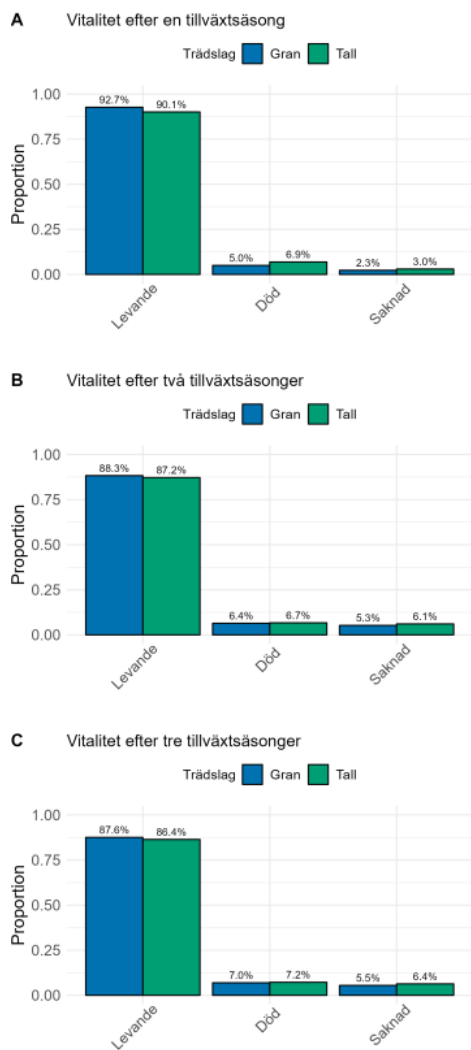 A Vitalitet efter en tillväxtsäsong
Trädslag Gran Tall
Proportion
1.00
0.75
0.50
0.25
0.00
92.7% 90.1%
5.0% 6.9%
2.3% 3.0%
Levande Död Saknad
B Vitalitet efter två tillväxtsäsonger
Trädslag Gran Tall
Proportion
1.00
0.75
0.50
0.25
0.00
88.3% 87.2%
6.4% 6.7%
5.3% 6.1%
Levande Död Saknad
C Vitalitet efter tre tillväxtsäsonger
Trädslag Gran Tall
Proportion
1.00
0.75
0.50
0.25
0.00
87.6% 86.4%
7.0% 7.2%
5.5% 6.4%
Levande Död Saknad